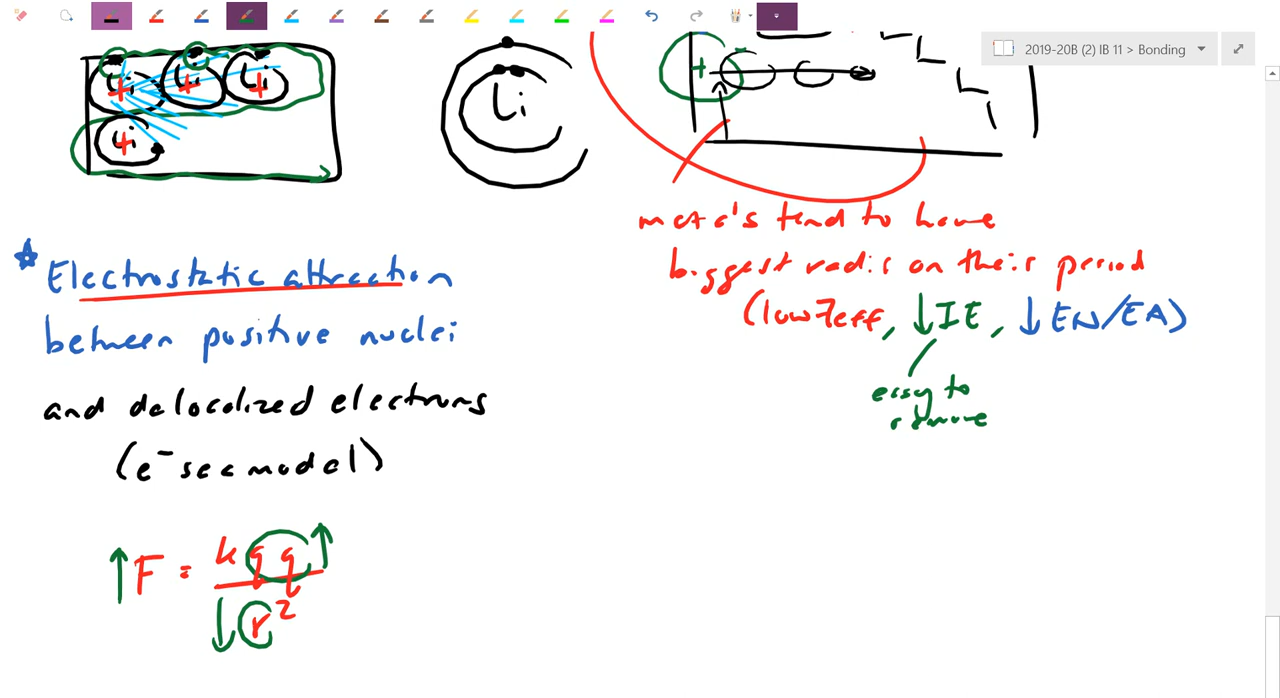 2019-20B (2) IB 11 > Bonding
Li Li Li
+ + +
Li
+
Li
+
Electrostatic attraction
between positive nuclei
and delocalized electrons
(e⁻ sea model)
↑F = k q q ↑
↓ r²
metals tend to have
biggest radii on their period
(low Zeff, ↓IE, ↓EN/EA)
easy to
remove